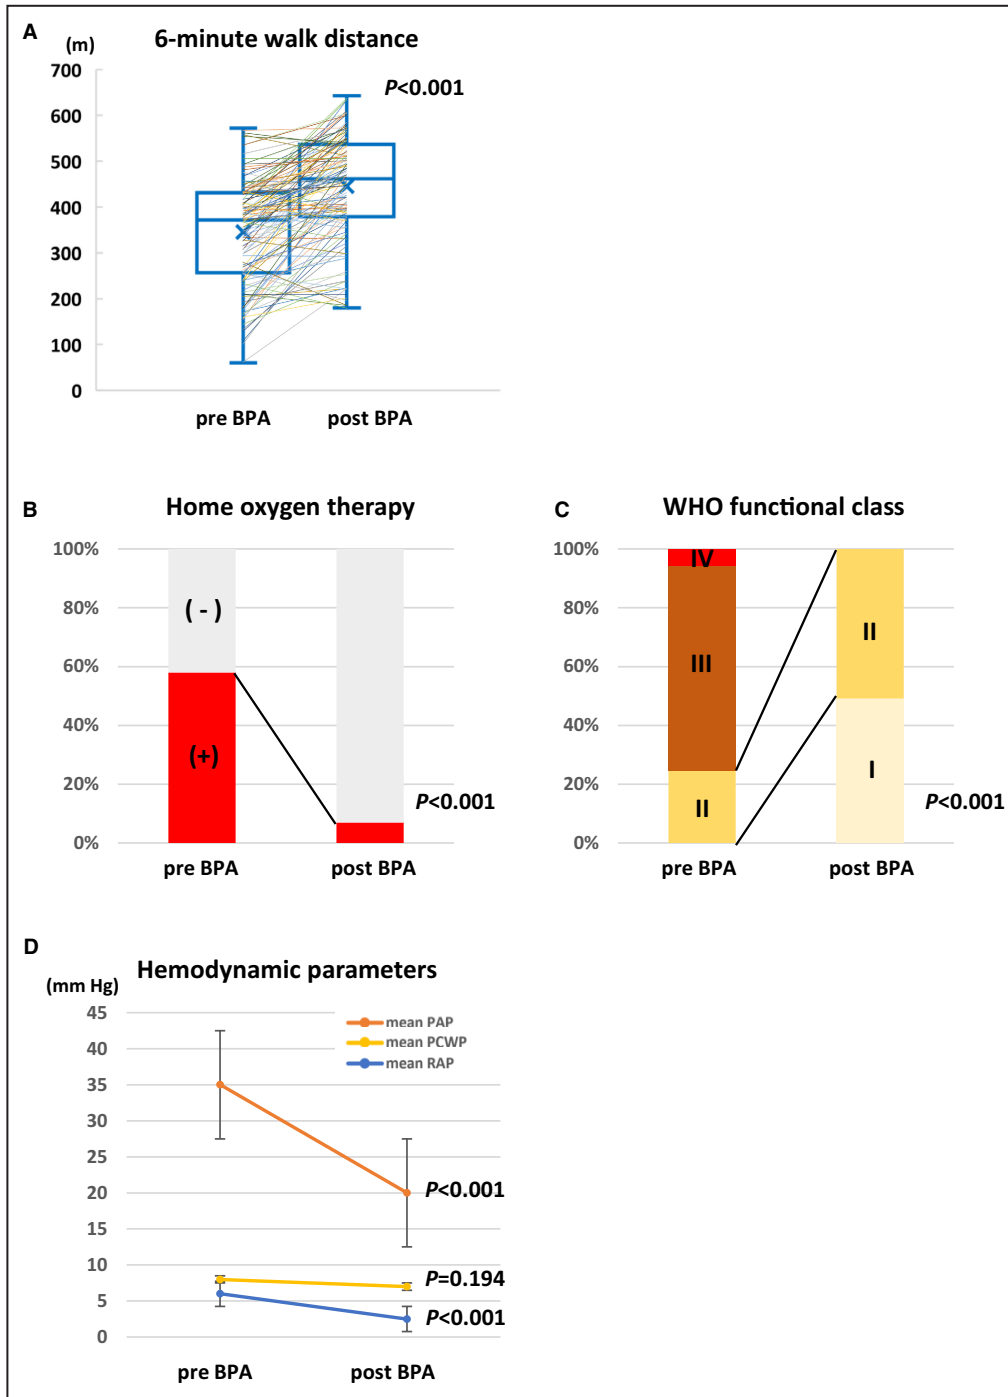 A
(m)
6-minute walk distance
700
600
500
400
300
200
100
0
P<0.001
pre BPA
post BPA
B
Home oxygen therapy
100%
80%
60%
40%
20%
0%
( - )
(+)
P<0.001
pre BPA
post BPA
C
WHO functional class
100%
80%
60%
40%
20%
0%
IV
III
II
II
I
P<0.001
pre BPA
post BPA
D
(mm Hg)
Hemodynamic parameters
45
40
35
30
25
20
15
10
5
0
mean PAP
mean PCWP
mean RAP
P<0.001
P=0.194
P<0.001
pre BPA
post BPA